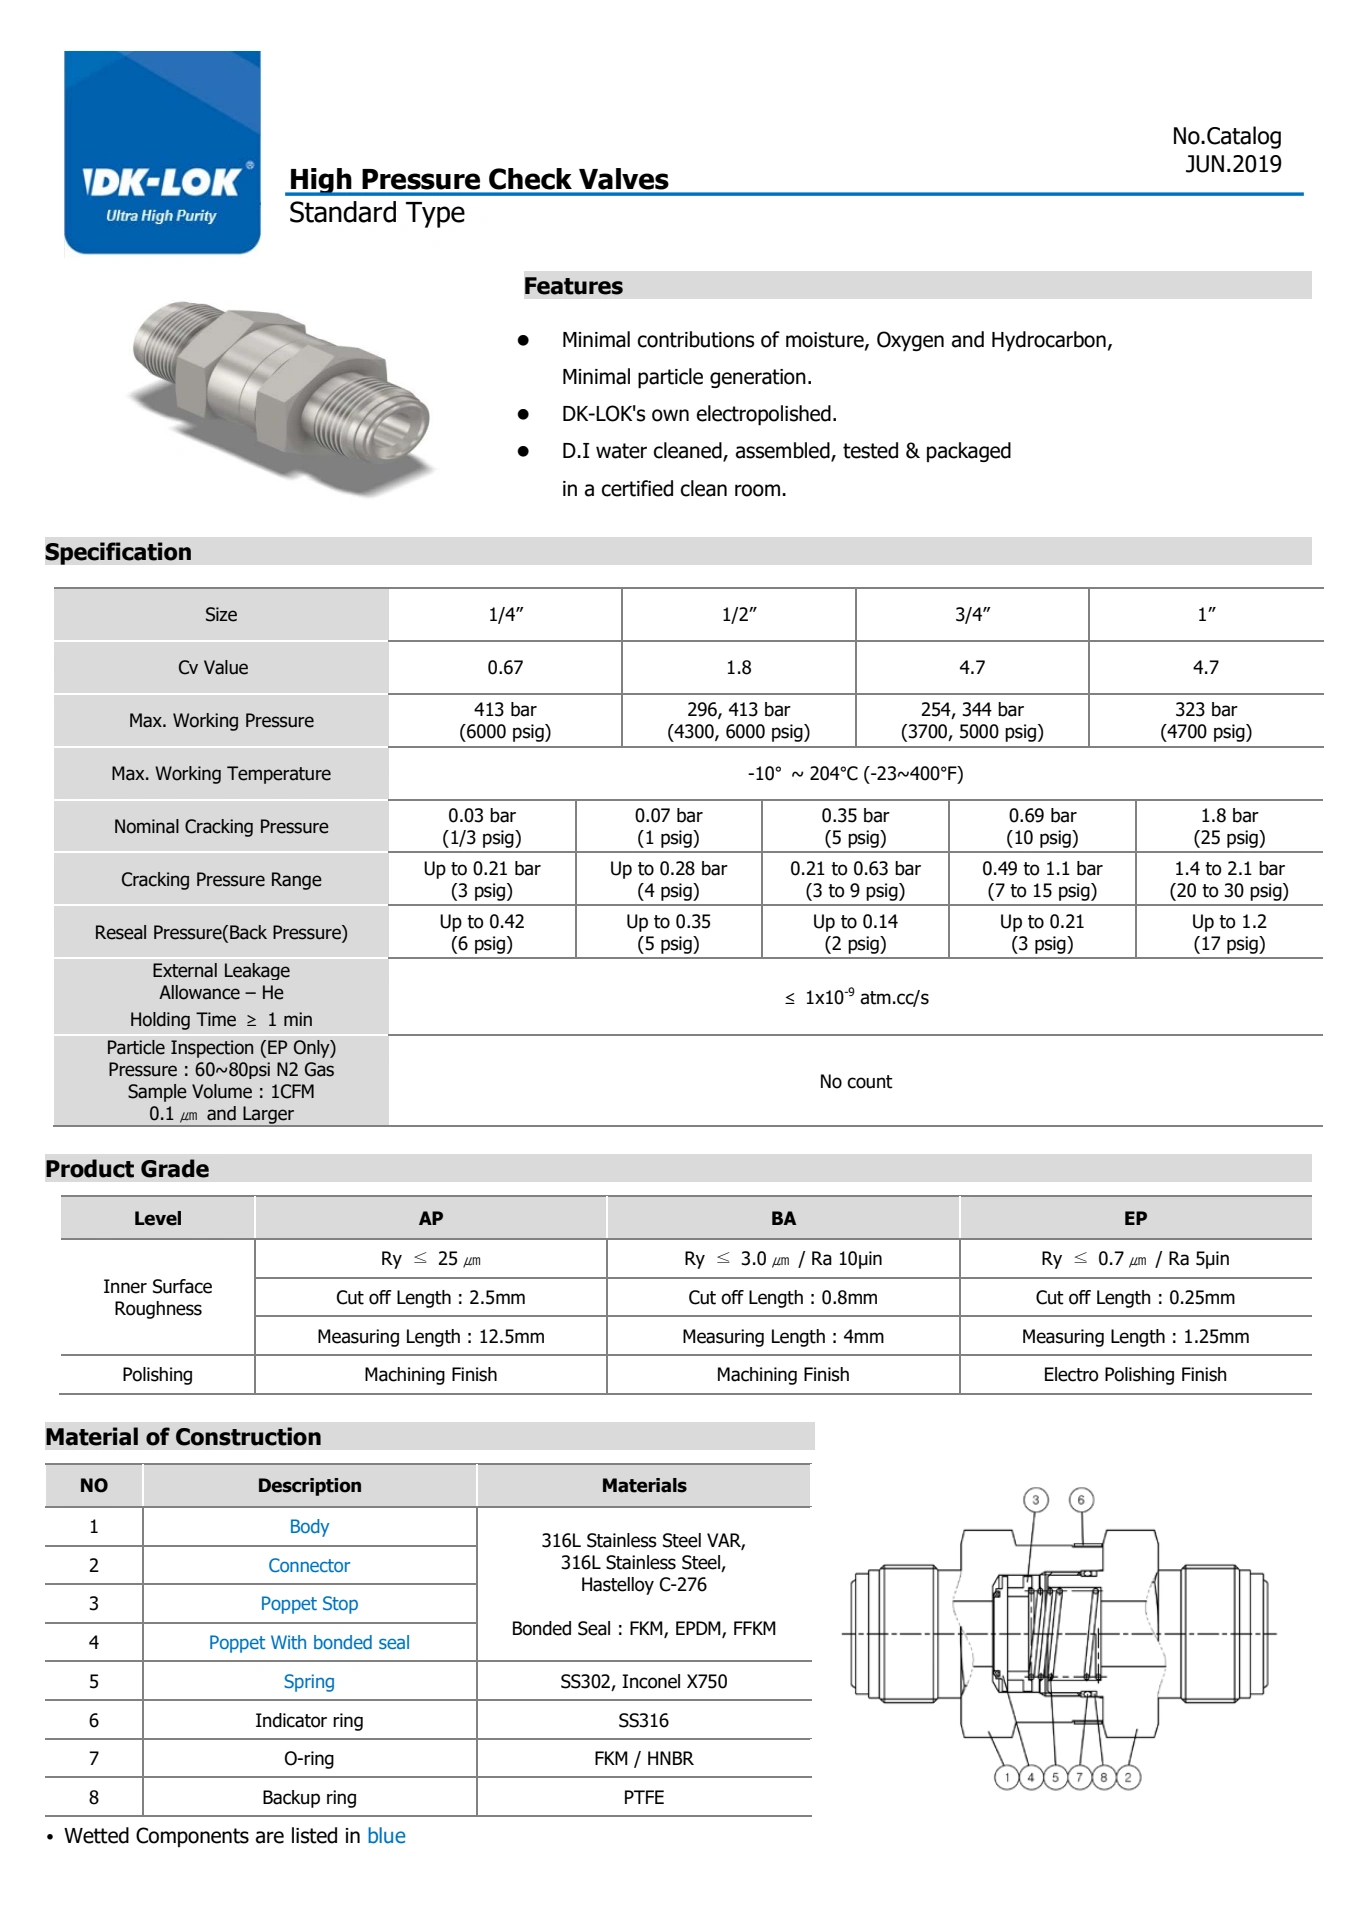 DK-LOK®
Ultra High Purity
No.Catalog
JUN.2019
High Pressure Check Valves
Standard Type
Features
● Minimal contributions of moisture, Oxygen and Hydrocarbon,
Minimal particle generation.
● DK-LOK's own electropolished.
● D.I water cleaned, assembled, tested & packaged
in a certified clean room.
Specification
Size 1/4″ 1/2″ 3/4″ 1″
Cv Value 0.67 1.8 4.7 4.7
Max. Working Pressure
413 bar
(6000 psig)
296, 413 bar
(4300, 6000 psig)
254, 344 bar
(3700, 5000 psig)
323 bar
(4700 psig)
Max. Working Temperature -10° ~ 204°C (-23~400°F)
Nominal Cracking Pressure
0.03 bar
(1/3 psig)
0.07 bar
(1 psig)
0.35 bar
(5 psig)
0.69 bar
(10 psig)
1.8 bar
(25 psig)
Cracking Pressure Range
Up to 0.21 bar
(3 psig)
Up to 0.28 bar
(4 psig)
0.21 to 0.63 bar
(3 to 9 psig)
0.49 to 1.1 bar
(7 to 15 psig)
1.4 to 2.1 bar
(20 to 30 psig)
Reseal Pressure(Back Pressure)
Up to 0.42
(6 psig)
Up to 0.35
(5 psig)
Up to 0.14
(2 psig)
Up to 0.21
(3 psig)
Up to 1.2
(17 psig)
External Leakage
Allowance – He
Holding Time ≥ 1 min
≤ 1x10⁻⁹ atm.cc/s
Particle Inspection (EP Only)
Pressure : 60~80psi N2 Gas
Sample Volume : 1CFM
0.1 ㎛ and Larger
No count
Product Grade
Level AP BA EP
Inner Surface
Roughness
Ry ≤ 25 ㎛ Ry ≤ 3.0 ㎛ / Ra 10µin Ry ≤ 0.7 ㎛ / Ra 5µin
Cut off Length : 2.5mm Cut off Length : 0.8mm Cut off Length : 0.25mm
Measuring Length : 12.5mm Measuring Length : 4mm Measuring Length : 1.25mm
Polishing Machining Finish Machining Finish Electro Polishing Finish
Material of Construction
NO Description Materials
1 Body
2 Connector
3 Poppet Stop
4 Poppet With bonded seal
316L Stainless Steel VAR,
316L Stainless Steel,
Hastelloy C-276
Bonded Seal : FKM, EPDM, FFKM
5 Spring SS302, Inconel X750
6 Indicator ring SS316
7 O-ring FKM / HNBR
8 Backup ring PTFE
• Wetted Components are listed in blue
3 6
1 4 5 7 8 2